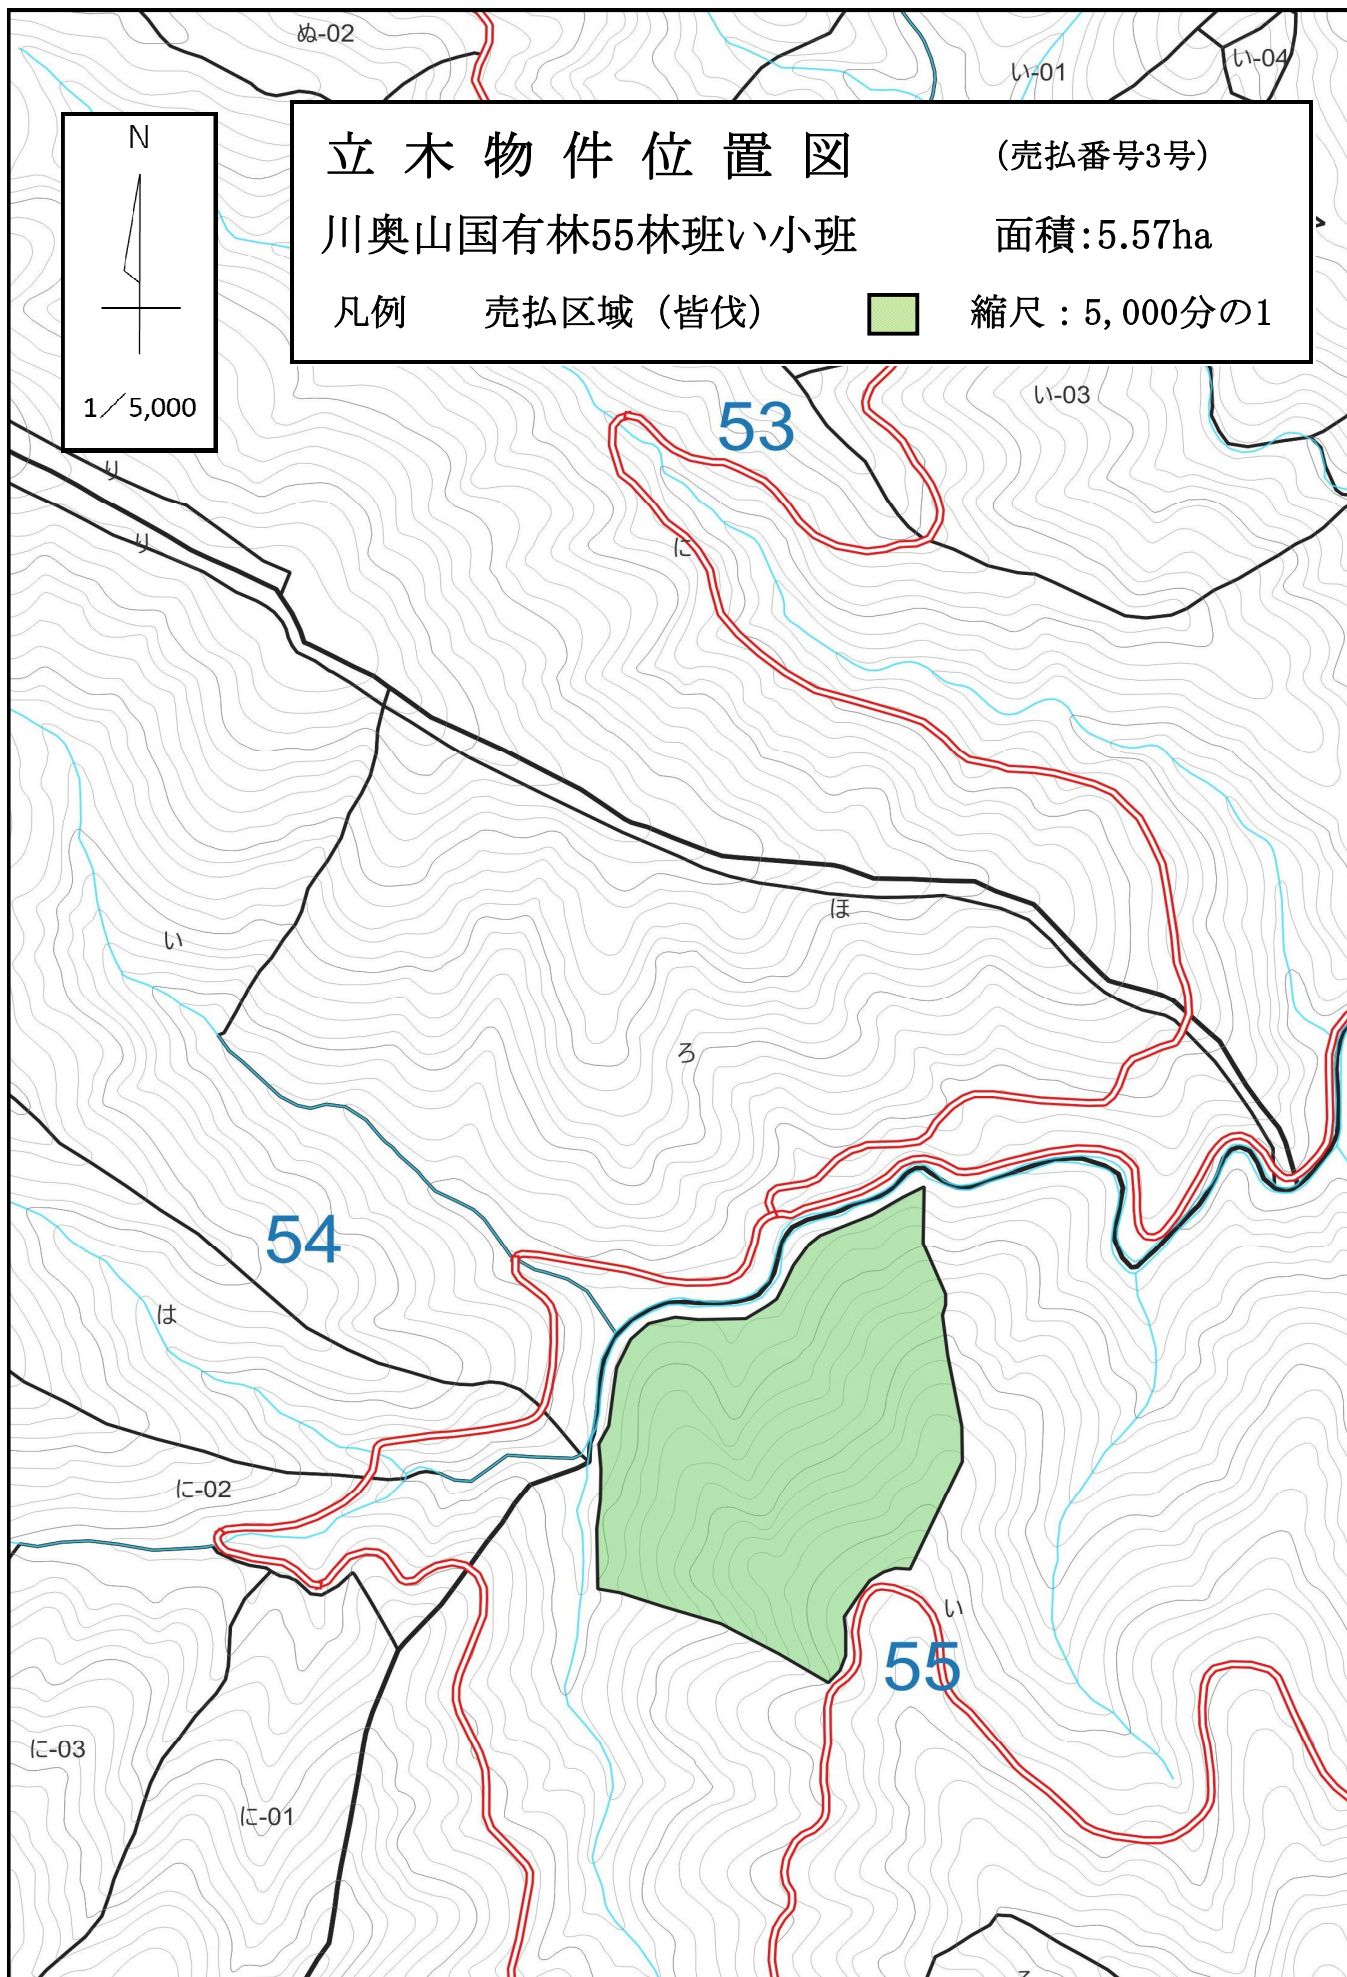 ぬ-02
い-01
い-04
N
1／5,000
立木物件位置図 (売払番号3号)
川奥山国有林55林班い小班 面積:5.57ha
凡例 売払区域（皆伐） 縮尺：5,000分の1
53
い-03
り
り
に
ほ
い
ろ
54
は
に-02
い
55
に-03
に-01